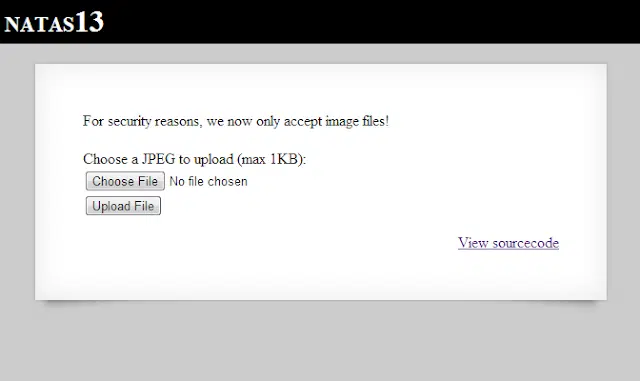 NATAS13
For security reasons, we now only accept image files!
Choose a JPEG to upload (max 1KB):
Choose File No file chosen
Upload File
View sourcecode